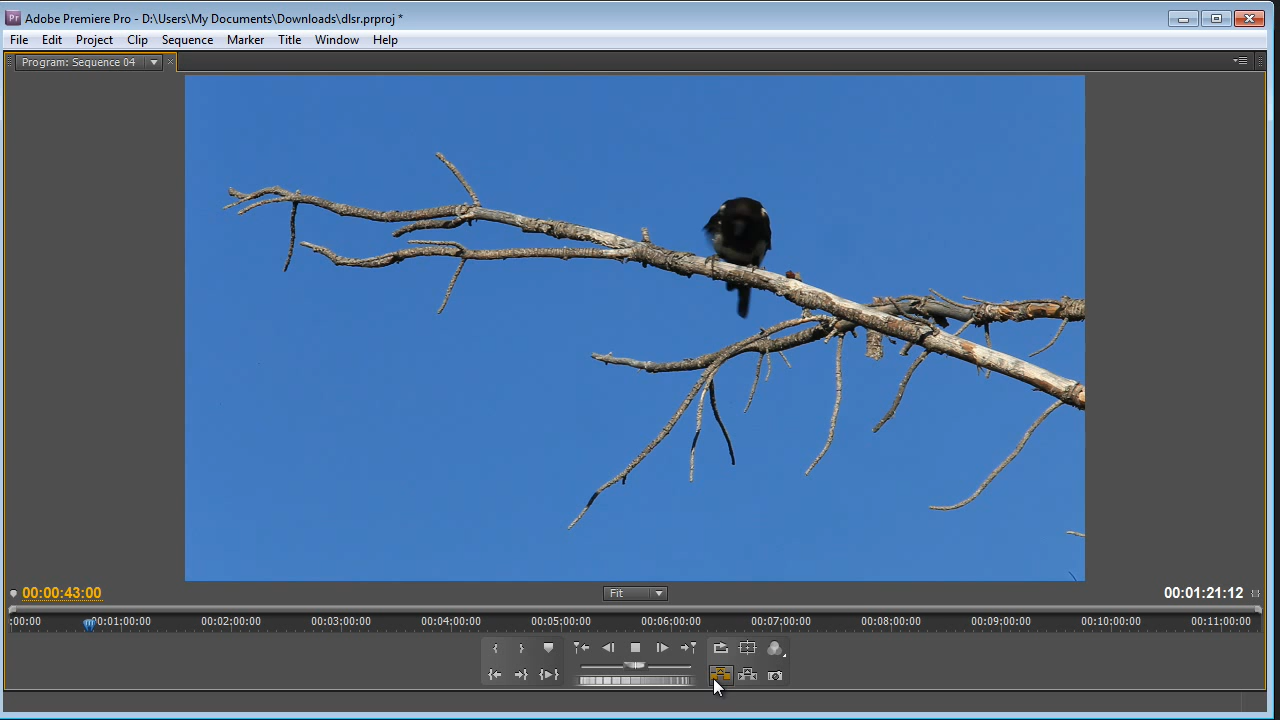 Pr Adobe Premiere Pro - D:\Users\My Documents\Downloads\dlsr.prproj *
File Edit Project Clip Sequence Marker Title Window Help
Program: Sequence 04
00:00:43:00 Fit 00:01:21:12
;00:00 00:01:00:00 00:02:00:00 00:03:00:00 00:04:00:00 00:05:00:00 00:06:00:00 00:07:00:00 00:08:00:00 00:09:00:00 00:10:00:00 00:11:00:00